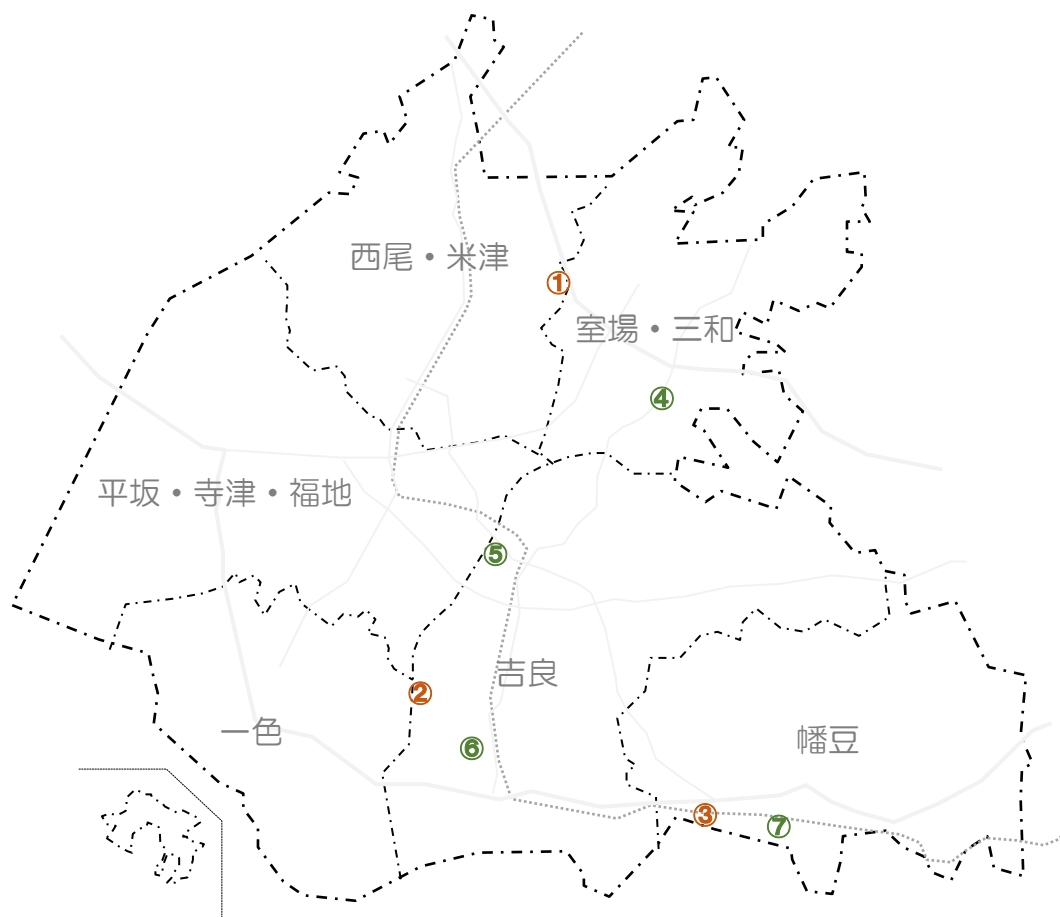 西尾・米津
①
室場・三和
④
平坂・寺津・福地
⑤
吉良
②
一色
⑥
幡豆
③
⑦